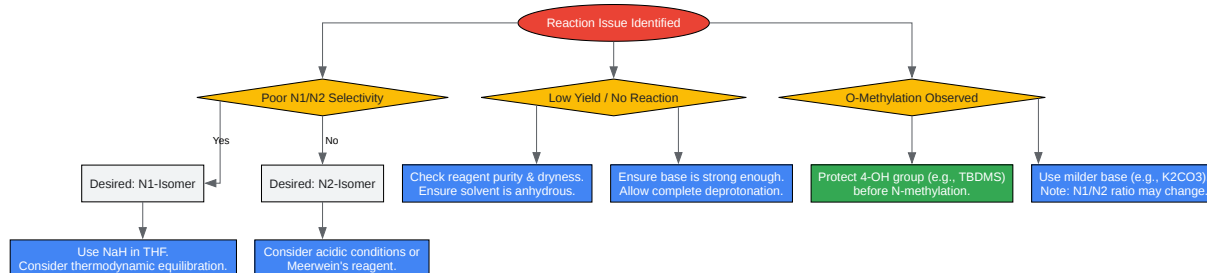 Reaction Issue Identified
Poor N1/N2 Selectivity
Low Yield / No Reaction
O-Methylation Observed
Yes
No
Desired: N1-Isomer
Desired: N2-Isomer
Check reagent purity & dryness.
Ensure solvent is anhydrous.
Ensure base is strong enough.
Allow complete deprotonation.
Protect 4-OH group (e.g., TBDMS)
before N-methylation.
Use milder base (e.g., K2CO3)
Note: N1/N2 ratio may change.
Use NaH in THF.
Consider thermodynamic equilibration.
Consider acidic conditions or
Meerwein's reagent.